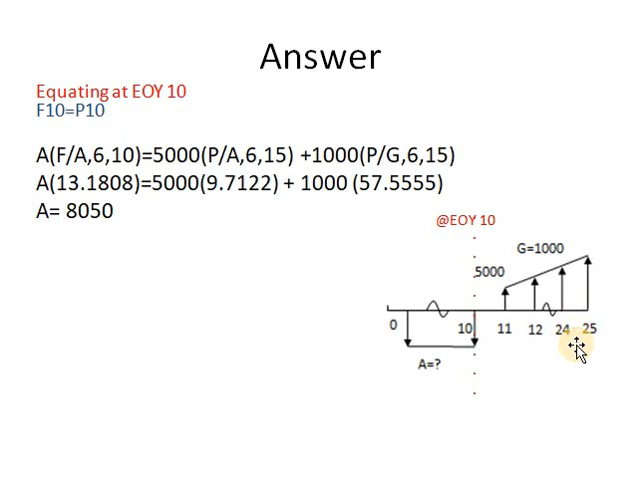 Answer
Equating at EOY 10
F10=P10
A(F/A,6,10)=5000(P/A,6,15) +1000(P/G,6,15)
A(13.1808)=5000(9.7122) + 1000 (57.5555)
A= 8050
@EOY 10
G=1000
5000
0 10 11 12 24 25
A=?